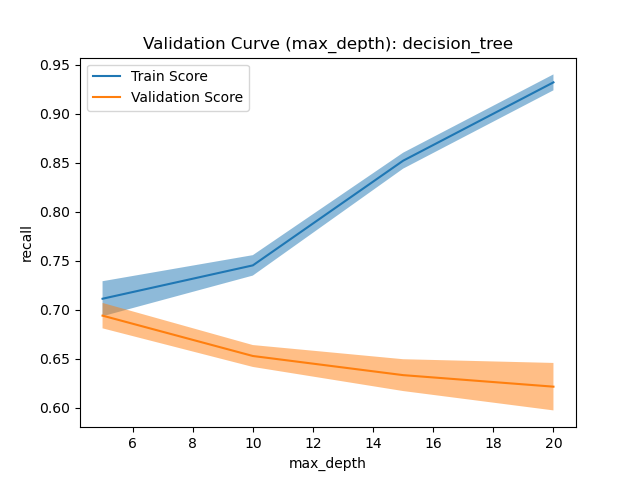 Validation Curve (max_depth): decision_tree
Train Score
Validation Score
recall
0.95
0.90
0.85
0.80
0.75
0.70
0.65
0.60
6 8 10 12 14 16 18 20
max_depth